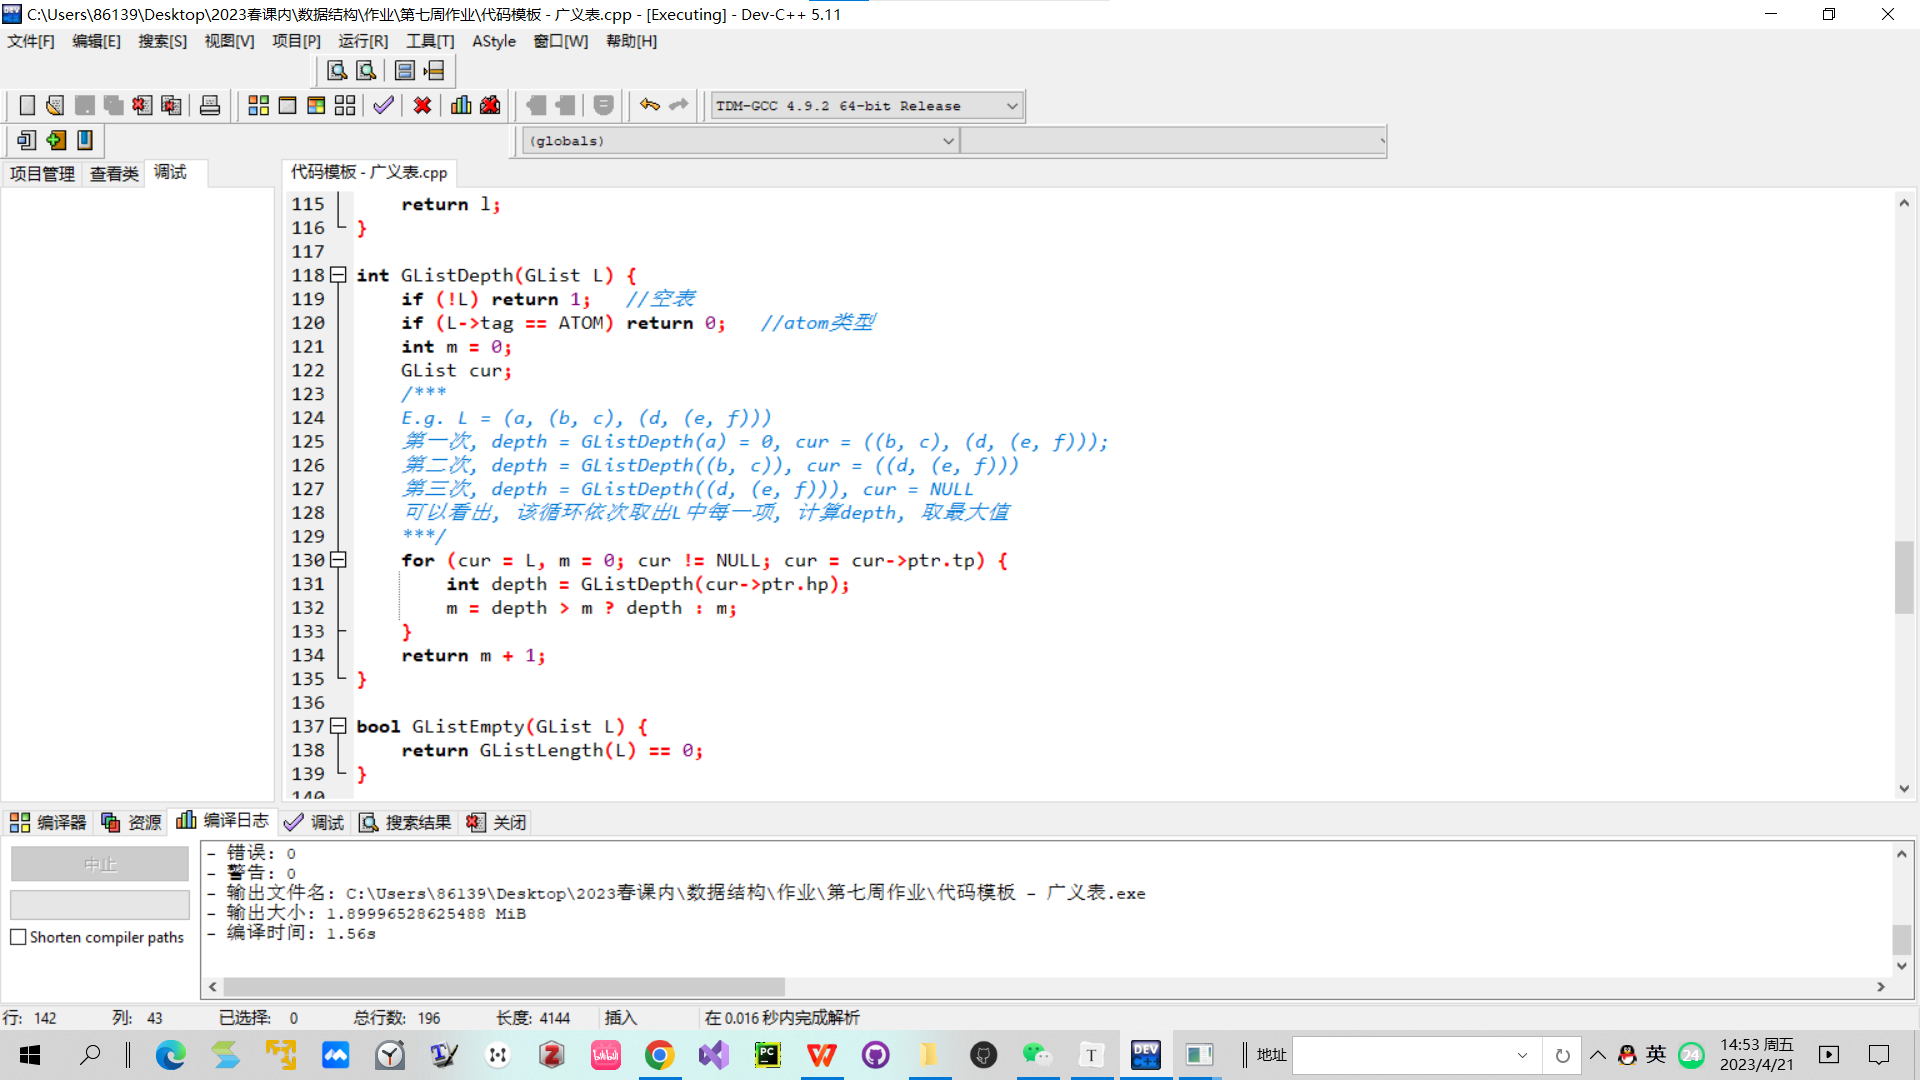 C:\Users\86139\Desktop\2023春课内\数据结构\作业\第七周作业\代码模板 - 广义表.cpp - [Executing] - Dev-C++ 5.11
文件[F] 编辑[E] 搜索[S] 视图[V] 项目[P] 运行[R] 工具[T] AStyle 窗口[W] 帮助[H]
TDM-GCC 4.9.2 64-bit Release
(globals)
项目管理 查看类 调试 代码模板 - 广义表.cpp
115 return l;
116 }
117
118 int GListDepth(GList L) {
119 if (!L) return 1; //空表
120 if (L->tag == ATOM) return 0; //atom类型
121 int m = 0;
122 GList cur;
123 /***
124 E.g. L = (a, (b, c), (d, (e, f)))
125 第一次, depth = GListDepth(a) = 0, cur = ((b, c), (d, (e, f)));
126 第二次, depth = GListDepth((b, c)), cur = ((d, (e, f)))
127 第三次, depth = GListDepth((d, (e, f))), cur = NULL
128 可以看出, 该循环依次取出L中每一项, 计算depth, 取最大值
129 ***/
130 for (cur = L, m = 0; cur != NULL; cur = cur->ptr.tp) {
131 int depth = GListDepth(cur->ptr.hp);
132 m = depth > m ? depth : m;
133 }
134 return m + 1;
135 }
136
137 bool GListEmpty(GList L) {
138 return GListLength(L) == 0;
139 }
140
编译器 资源 编译日志 调试 搜索结果 关闭
中止
Shorten compiler paths
- 错误: 0
- 警告: 0
- 输出文件名: C:\Users\86139\Desktop\2023春课内\数据结构\作业\第七周作业\代码模板 - 广义表.exe
- 输出大小: 1.89996528625488 MiB
- 编译时间: 1.56s
行: 142 列: 43 已选择: 0 总行数: 196 长度: 4144 插入 在 0.016 秒内完成解析
地址 英 24 14:53 周五
2023/4/21